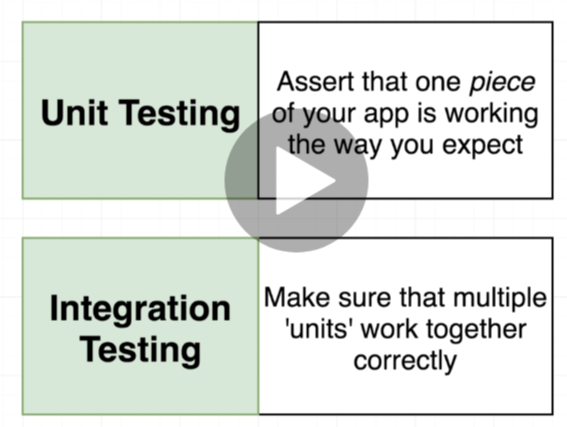 Unit Testing
Assert that one piece
of your app is working
the way you expect
Integration
Testing
Make sure that multiple
'units' work together
correctly